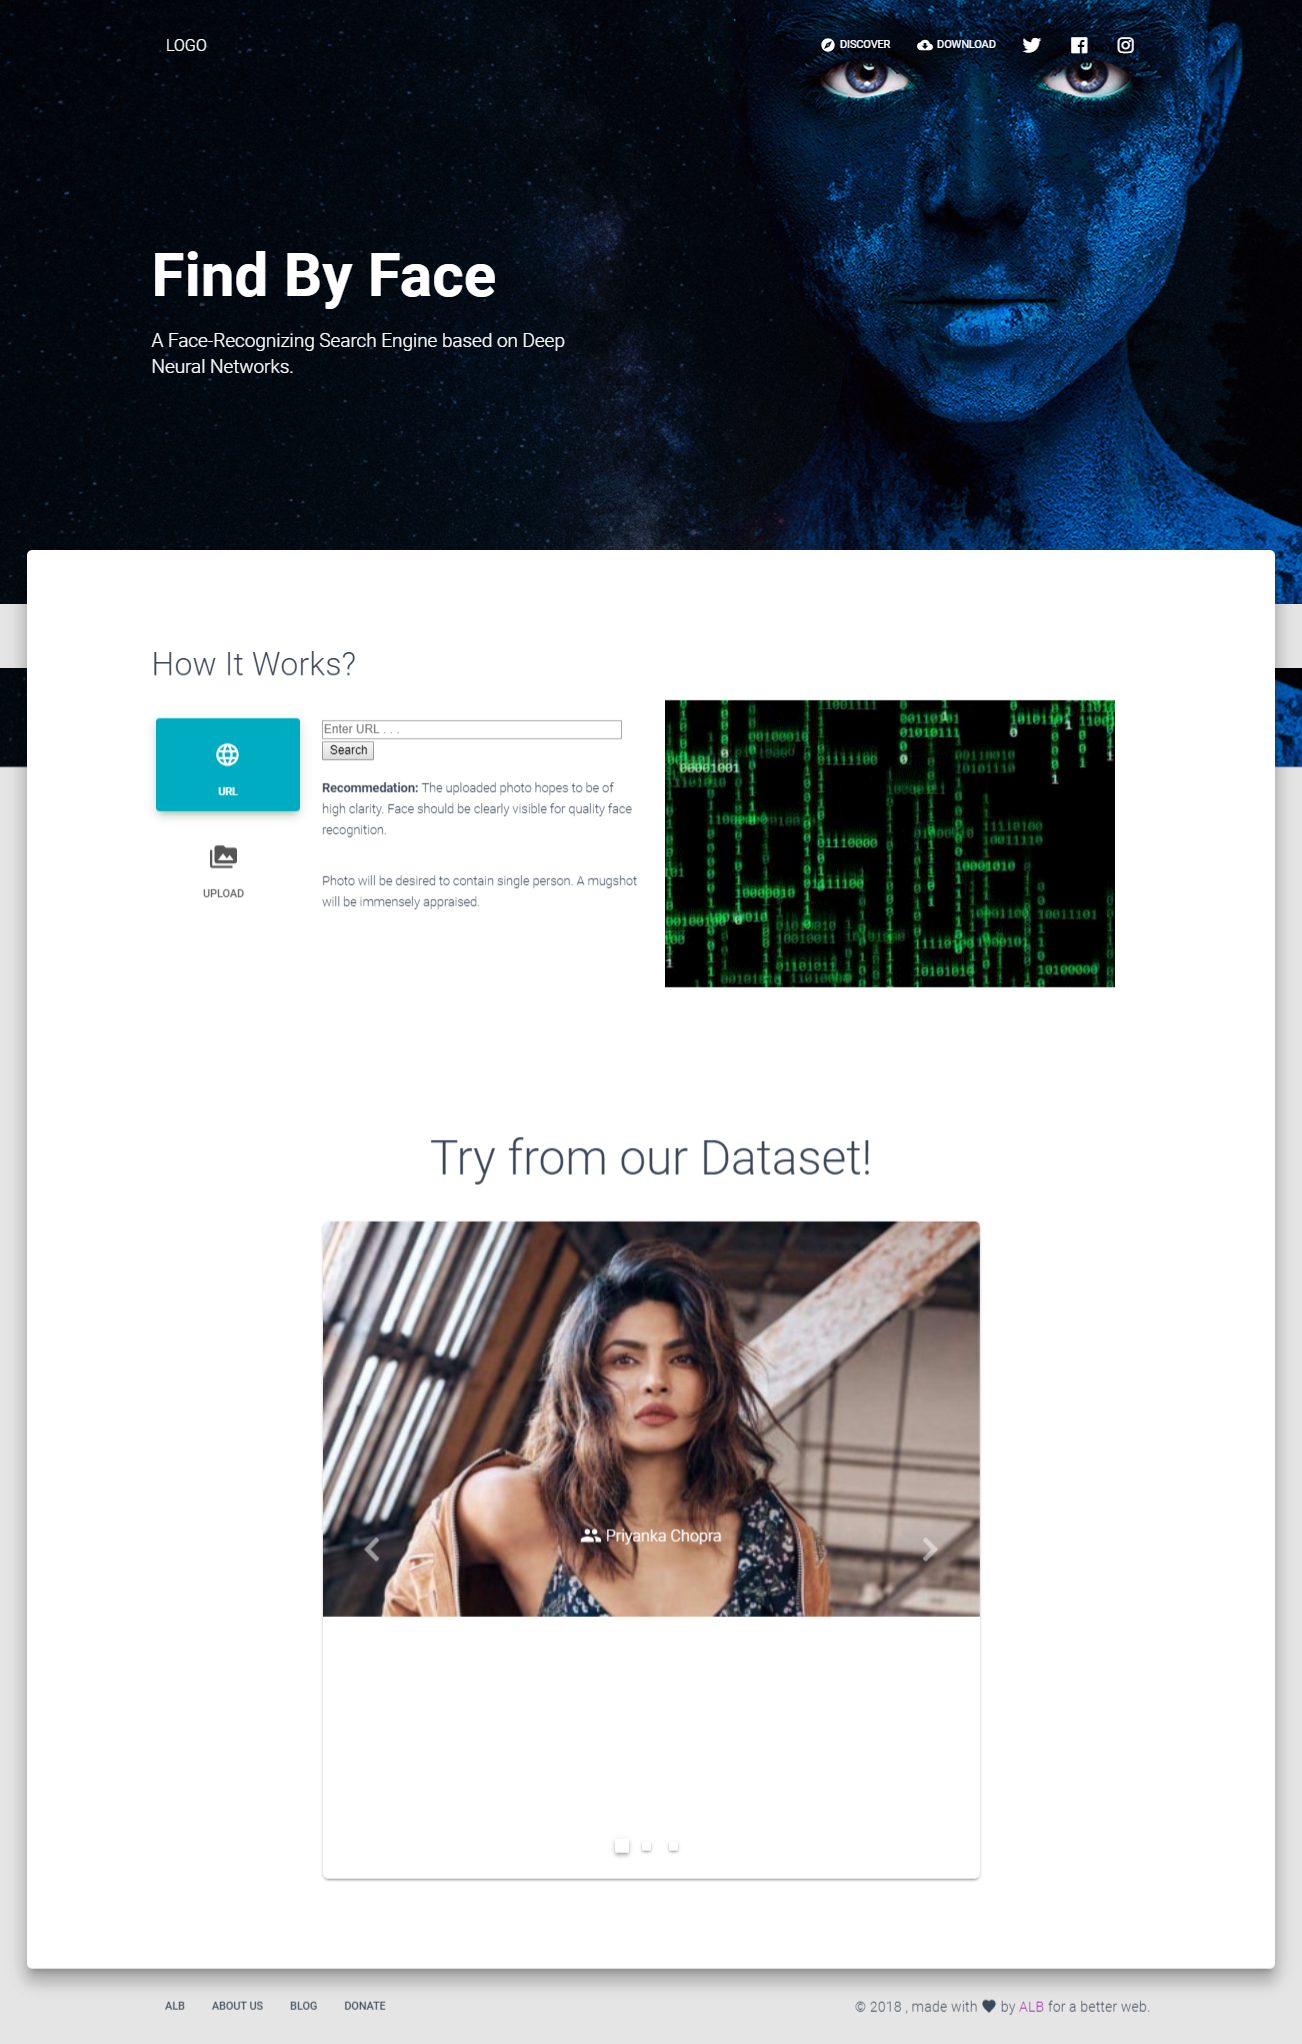 LOGO
DISCOVER
DOWNLOAD
Find By Face
A Face-Recognizing Search Engine based on Deep
Neural Networks.
How It Works?
URL
UPLOAD
Enter URL . . .
Search
Recommedation: The uploaded photo hopes to be of
high clarity. Face should be clearly visible for quality face
recognition.
Photo will be desired to contain single person. A mugshot
will be immensely appraised.
Try from our Dataset!
Priyanka Chopra
ALB ABOUT US BLOG DONATE
© 2018 , made with by ALB for a better web.